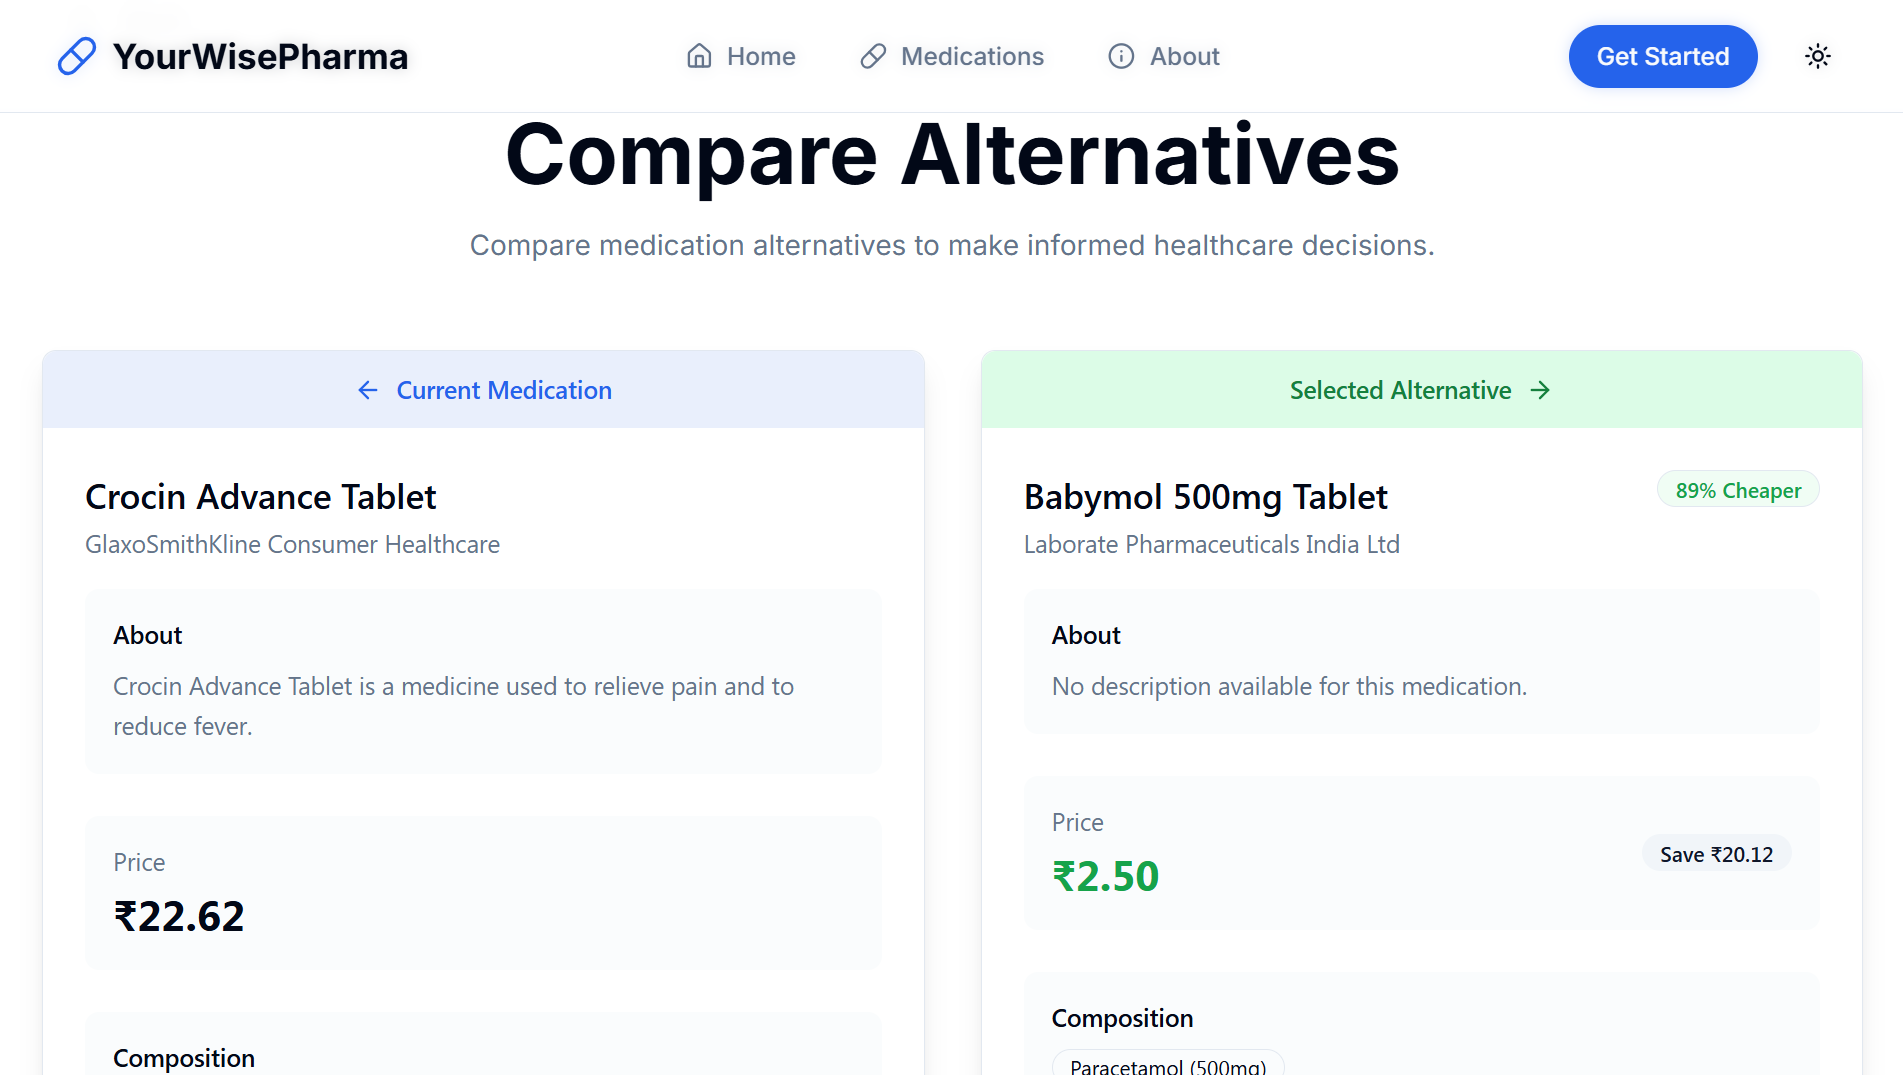 YourWisePharma
Home
Medications
About
Get Started
Compare Alternatives
Compare medication alternatives to make informed healthcare decisions.
Current Medication
Crocin Advance Tablet
GlaxoSmithKline Consumer Healthcare
About
Crocin Advance Tablet is a medicine used to relieve pain and to
reduce fever.
Price
₹22.62
Composition
Selected Alternative
Babymol 500mg Tablet
89% Cheaper
Laborate Pharmaceuticals India Ltd
About
No description available for this medication.
Price
₹2.50
Save ₹20.12
Composition
Paracetamol (500mg)